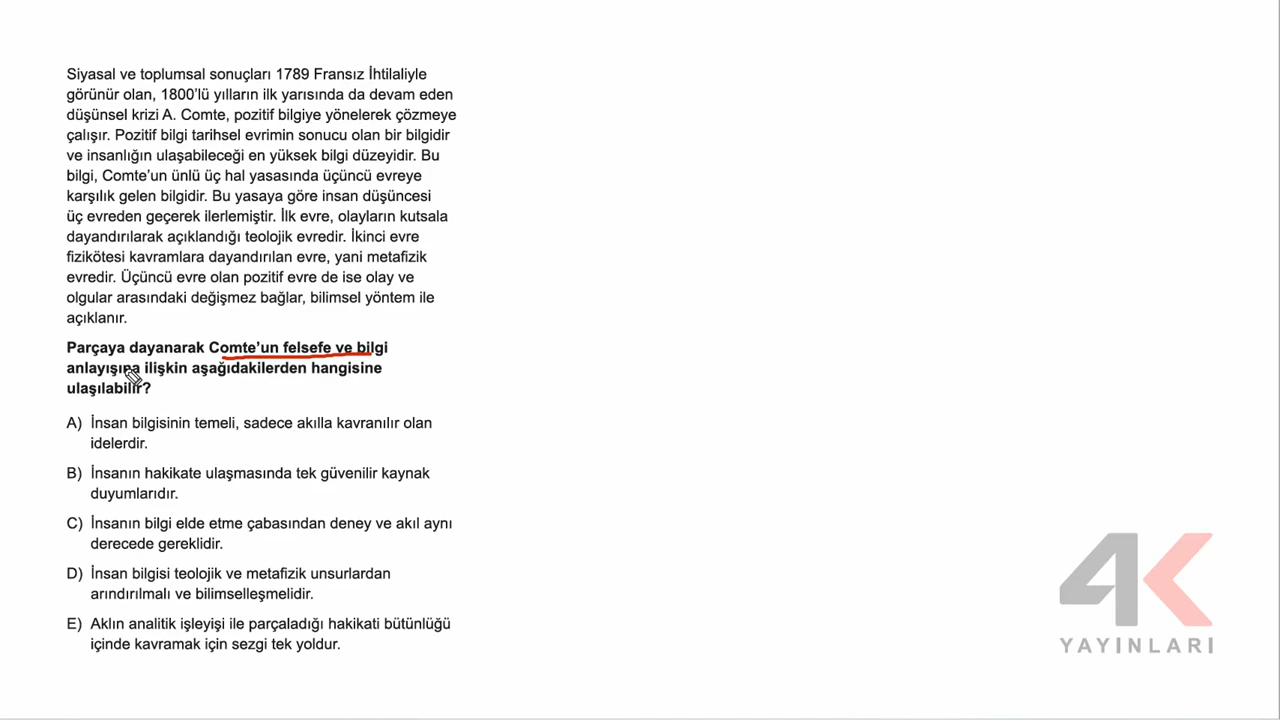 Siyasal ve toplumsal sonuçları 1789 Fransız İhtilaliyle
görünür olan, 1800’lü yılların ilk yarısında da devam eden
düşünsel krizi A. Comte, pozitif bilgiye yönelerek çözmeye
çalışır. Pozitif bilgi tarihsel evrimin sonucu olan bir bilgidir
ve insanlığın ulaşabileceği en yüksek bilgi düzeyidir. Bu
bilgi, Comte’un ünlü üç hal yasasında üçüncü evreye
karşılık gelen bilgidir. Bu yasaya göre insan düşüncesi
üç evreden geçerek ilerlemiştir. İlk evre, olayların kutsala
dayandırılarak açıklandığı teolojik evredir. İkinci evre
fizikötesi kavramlara dayandırılan evre, yani metafizik
evredir. Üçüncü evre olan pozitif evre de ise olay ve
olgular arasındaki değişmez bağlar, bilimsel yöntem ile
açıklanır.
Parçaya dayanarak Comte’un felsefe ve bilgi
anlayışına ilişkin aşağıdakilerden hangisine
ulaşılabilir?
A) İnsan bilgisinin temeli, sadece akılla kavranılır olan
idelerdir.
B) İnsanın hakikate ulaşmasında tek güvenilir kaynak
duyumlarıdır.
C) İnsanın bilgi elde etme çabasından deney ve akıl aynı
derecede gereklidir.
D) İnsan bilgisi teolojik ve metafizik unsurlardan
arındırılmalı ve bilimselleşmelidir.
E) Aklın analitik işleyişi ile parçaladığı hakikati bütünlüğü
içinde kavramak için sezgi tek yoldur.
4K
YAYINLARI